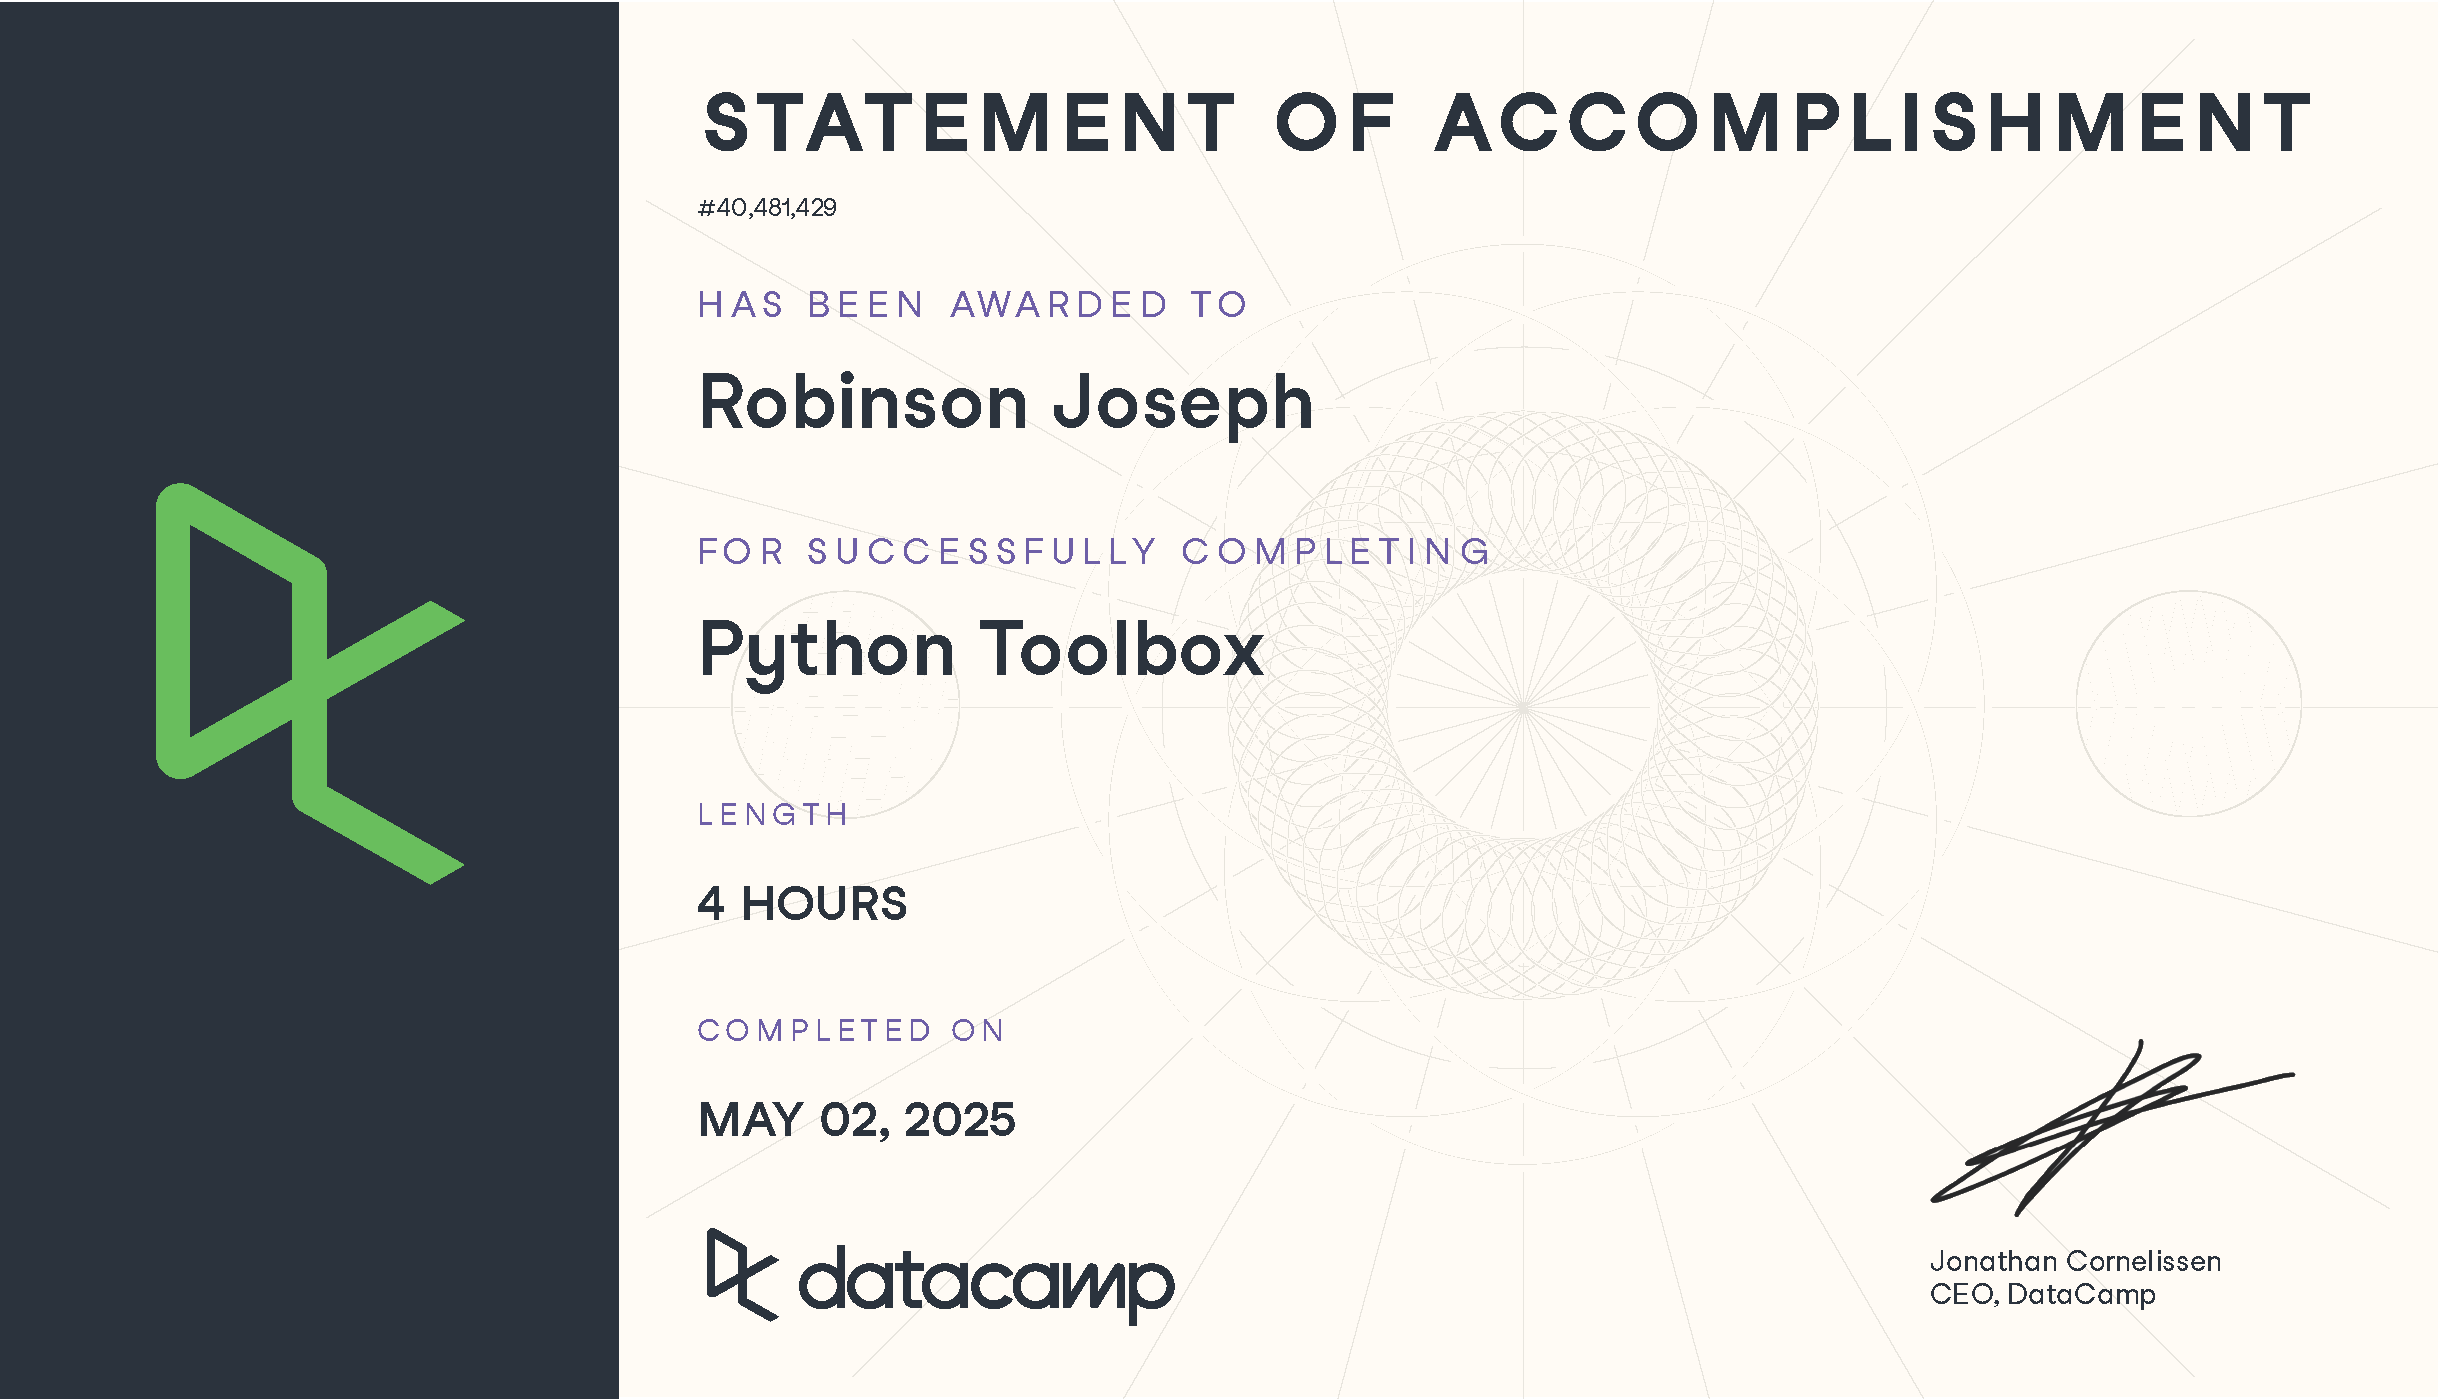 STATEMENT OF ACCOMPLISHMENT
#40,481,429
HAS BEEN AWARDED TO
Robinson Joseph
FOR SUCCESSFULLY COMPLETING
Python Toolbox
LENGTH
4 HOURS
COMPLETED ON
MAY 02, 2025
datacamp
Jonathan Cornelissen
CEO, DataCamp